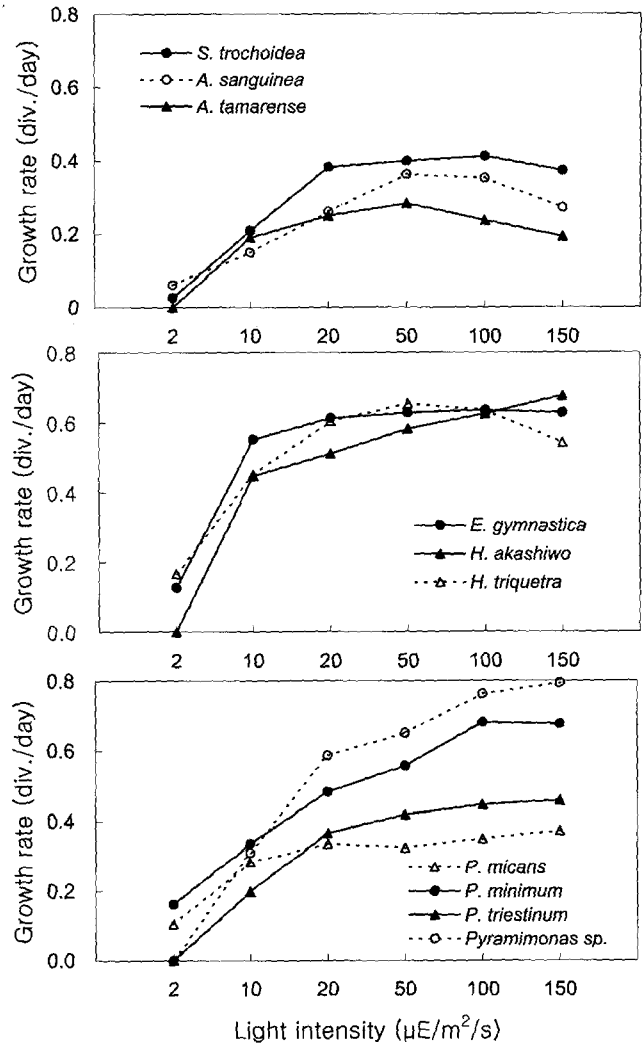 Growth rate (div./day)
0.8
0.6
0.4
0.2
0
S. trochoidea
A. sanguinea
A. tamarense
2 10 20 50 100 150
Growth rate (div./day)
0.8
0.6
0.4
0.2
0.0
E. gymnastica
H. akashiwo
H. triquetra
2 10 20 50 100 150
Growth rate (div./day)
0.8
0.6
0.4
0.2
0.0
P. micans
P. minimum
P. triestinum
Pyramimonas sp.
2 10 20 50 100 150
Light intensity (µE/m²/s)